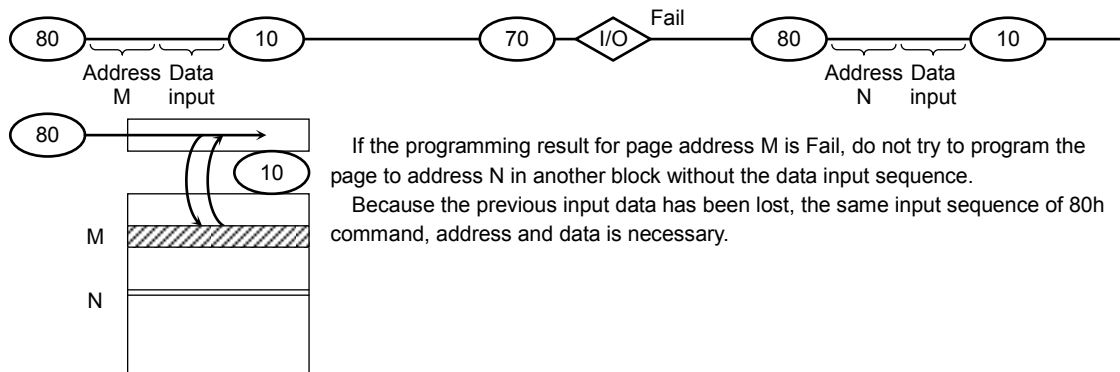 Fail
80 10 70 I/O 80 10
Address Data Address Data
M input N input
80
10
If the programming result for page address M is Fail, do not try to program the
page to address N in another block without the data input sequence.
Because the previous input data has been lost, the same input sequence of 80h
command, address and data is necessary.
M
N